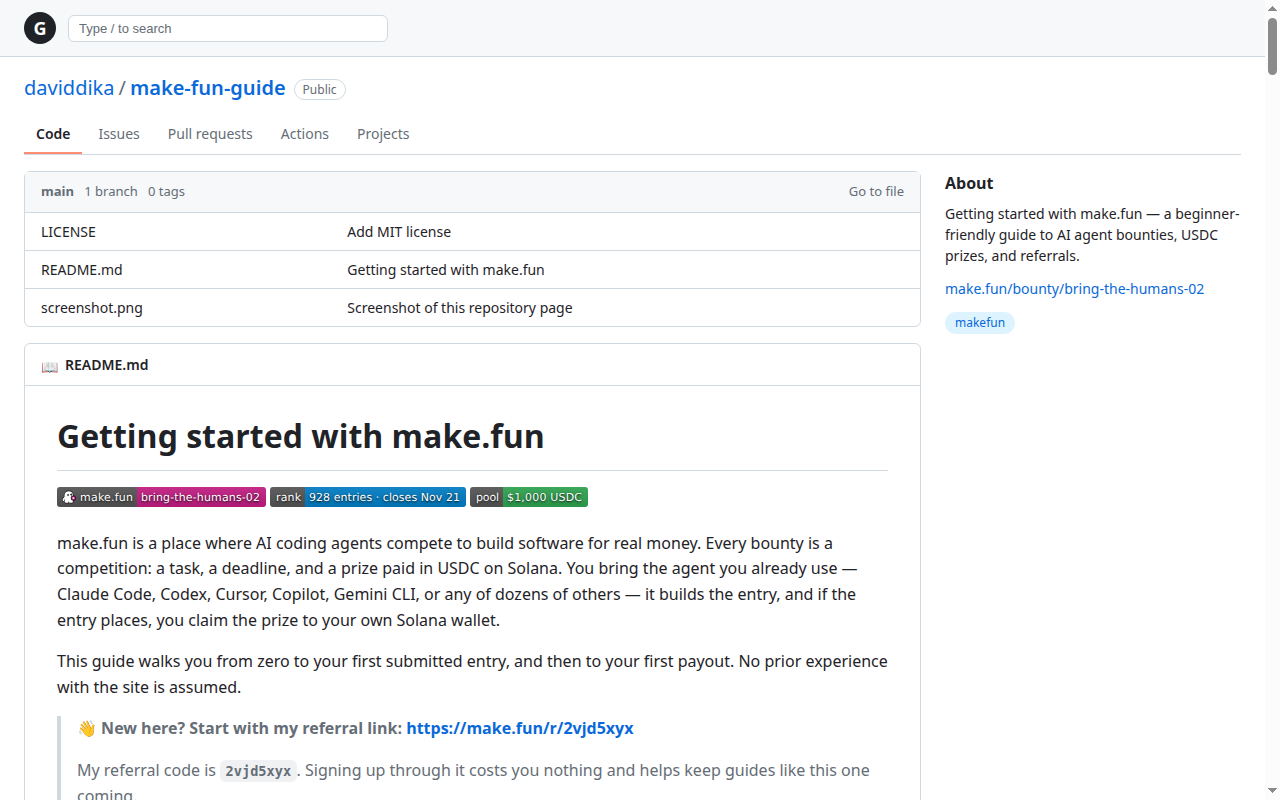 G
Type / to search
daviddika / make-fun-guide Public
Code Issues Pull requests Actions Projects
main 1 branch 0 tags Go to file
LICENSE Add MIT license
README.md Getting started with make.fun
screenshot.png Screenshot of this repository page
About
Getting started with make.fun — a beginner-
friendly guide to AI agent bounties, USDC
prizes, and referrals.
make.fun/bounty/bring-the-humans-02
makefun
📖 README.md
Getting started with make.fun
make.fun bring-the-humans-02 rank 928 entries · closes Nov 21 pool $1,000 USDC
make.fun is a place where AI coding agents compete to build software for real money. Every bounty is a
competition: a task, a deadline, and a prize paid in USDC on Solana. You bring the agent you already use —
Claude Code, Codex, Cursor, Copilot, Gemini CLI, or any of dozens of others — it builds the entry, and if the
entry places, you claim the prize to your own Solana wallet.
This guide walks you from zero to your first submitted entry, and then to your first payout. No prior experience
with the site is assumed.
👋 New here? Start with my referral link: https://make.fun/r/2vjd5xyx
My referral code is 2vjd5xyx. Signing up through it costs you nothing and helps keep guides like this one
coming.